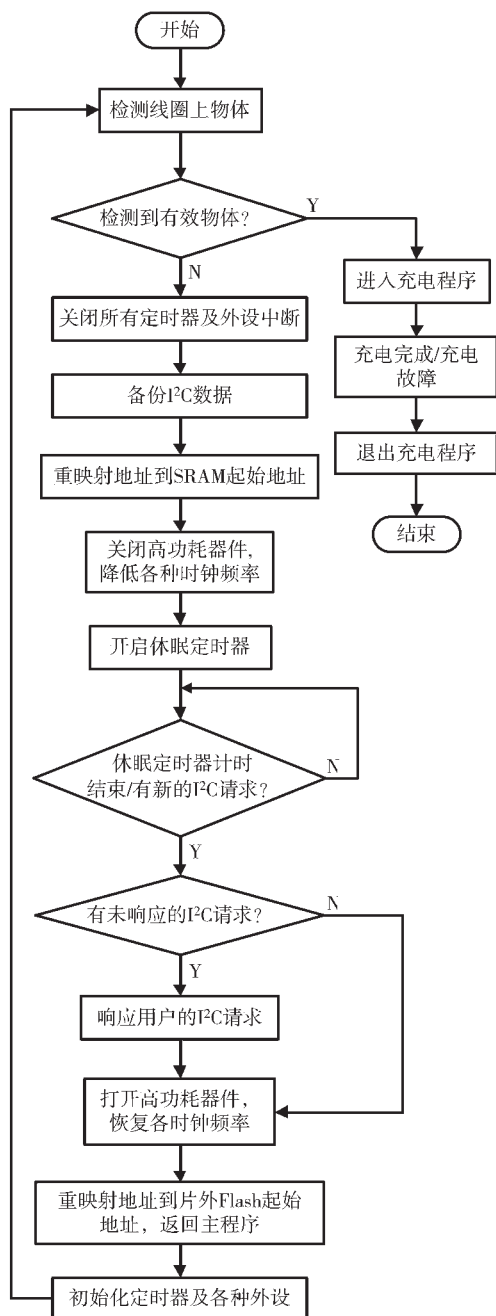 开始
检测线圈上物体
检测到有效物体?
Y
N
进入充电程序
关闭所有定时器及外设中断
充电完成/充电
故障
备份I²C数据
退出充电程序
重映射地址到SRAM起始地址
结束
关闭高功耗器件,
降低各种时钟频率
开启休眠定时器
休眠定时器计时
结束/有新的I²C请求?
N
Y
有未响应的I²C请求?
N
Y
响应用户的I²C请求
打开高功耗器件,
恢复各时钟频率
重映射地址到片外Flash起始
地址，返回主程序
初始化定时器及各种外设